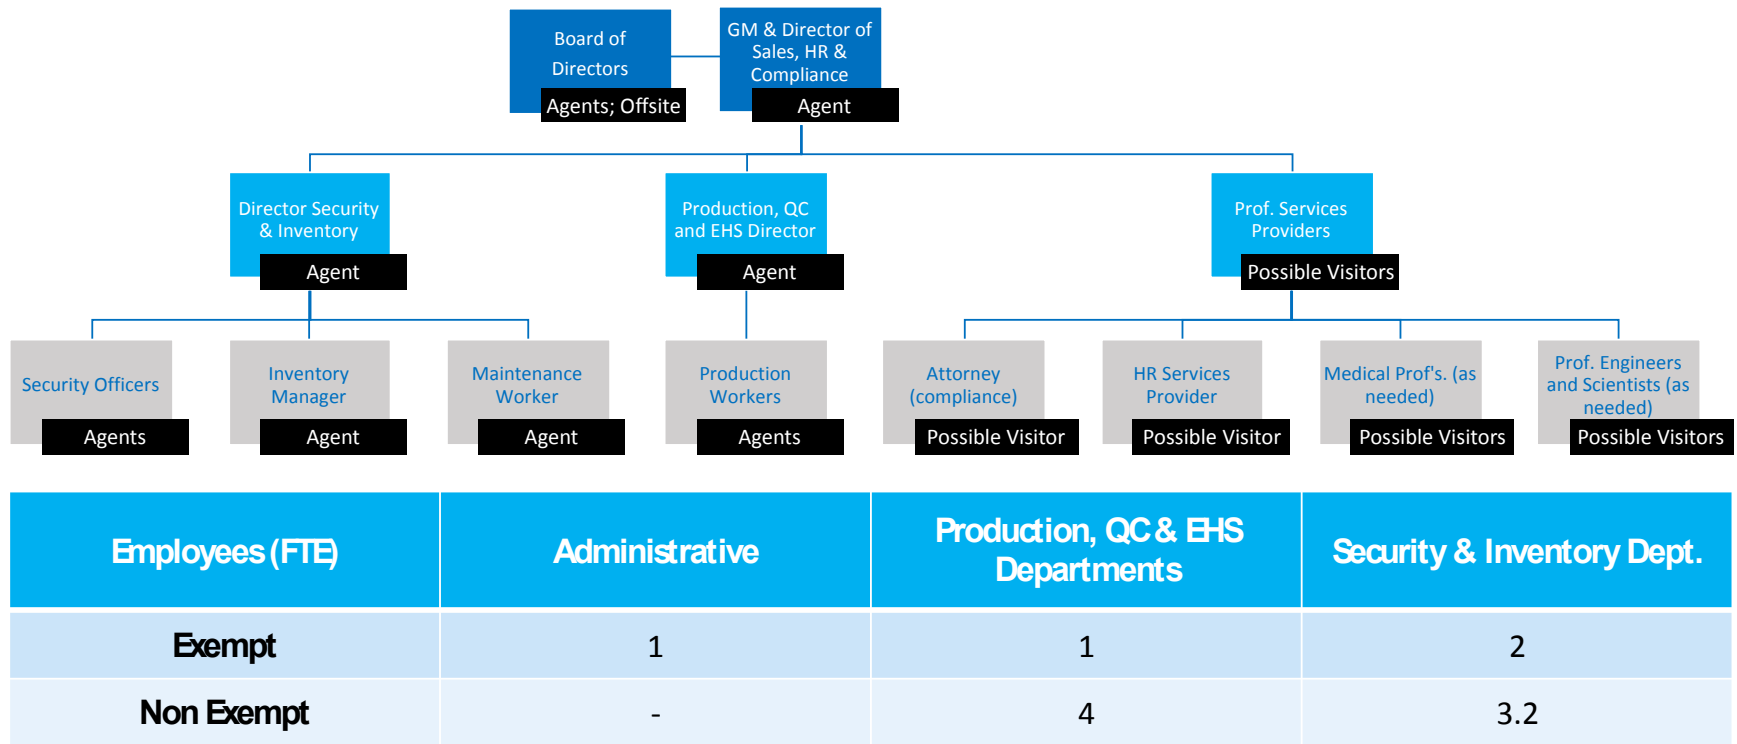 Board of
Directors
Agents; Offsite
GM & Director of
Sales, HR &
Compliance
Agent
Director Security
& Inventory
Agent
Production, QC
and EHS Director
Agent
Prof. Services
Providers
Possible Visitors
Security Officers
Agents
Inventory
Manager
Agent
Maintenance
Worker
Agent
Production
Workers
Agents
Attorney
(compliance)
Possible Visitor
HR Services
Provider
Possible Visitor
Medical Prof's. (as
needed)
Possible Visitors
Prof. Engineers
and Scientists (as
needed)
Possible Visitors
Employees (FTE)
Administrative
Production, QC & EHS
Departments
Security & Inventory Dept.
Exempt
1
1
2
Non Exempt
-
4
3.2